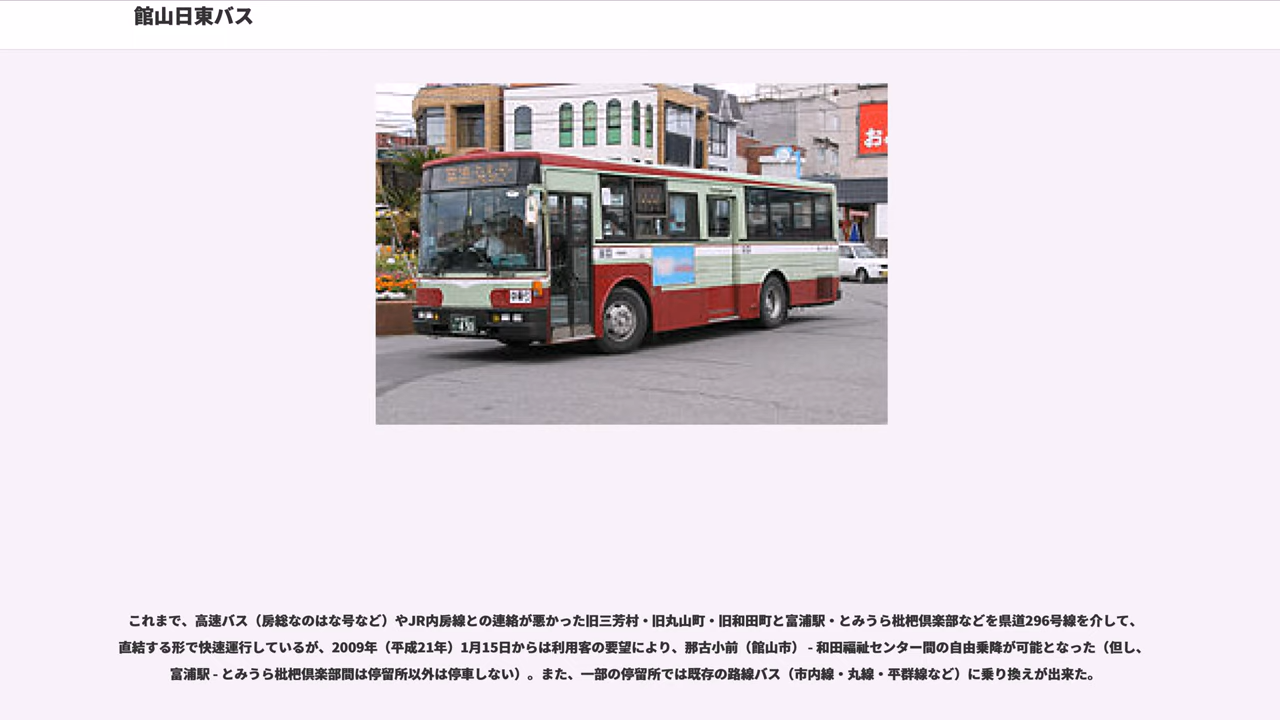 館山日東バス
お
これまで、高速バス（房総なのはな号など）やJR内房線との連絡が悪かった旧三芳村・旧丸山町・旧和田町と富浦駅・とみうら枇杷倶楽部などを県道296号線を介して、
直結する形で快速運行しているが、2009年（平成21年）1月15日からは利用客の要望により、那古小前（館山市） - 和田福祉センター間の自由乗降が可能となった（但し、
富浦駅 - とみうら枇杷倶楽部間は停留所以外は停車しない）。また、一部の停留所では既存の路線バス（市内線・丸線・平群線など）に乗り換えが出来た。